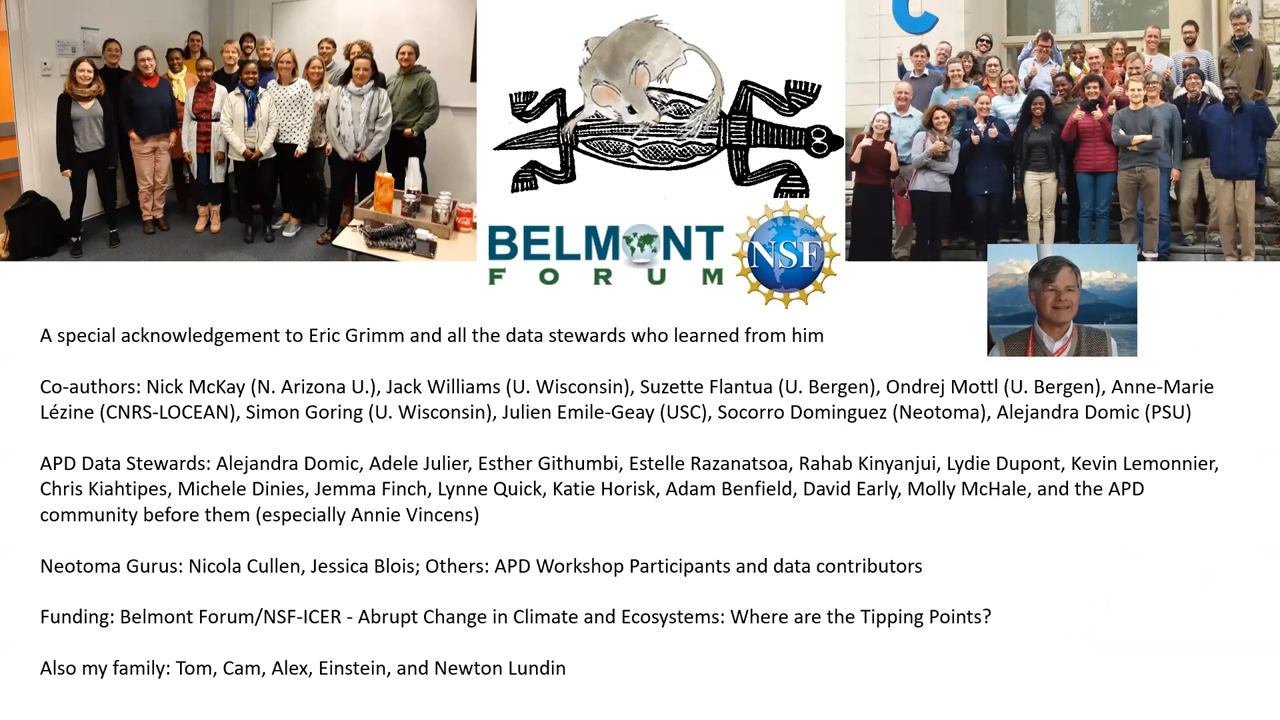 C
BELMONT
FORUM
NSF
A special acknowledgement to Eric Grimm and all the data stewards who learned from him
Co-authors: Nick McKay (N. Arizona U.), Jack Williams (U. Wisconsin), Suzette Flantua (U. Bergen), Ondrej Mottl (U. Bergen), Anne-Marie
Lézine (CNRS-LOCEAN), Simon Goring (U. Wisconsin), Julien Emile-Geay (USC), Socorro Dominguez (Neotoma), Alejandra Domic (PSU)
APD Data Stewards: Alejandra Domic, Adele Julier, Esther Githumbi, Estelle Razanatsoa, Rahab Kinyanjui, Lydie Dupont, Kevin Lemonnier,
Chris Kiahtipes, Michele Dinies, Jemma Finch, Lynne Quick, Katie Horisk, Adam Benfield, David Early, Molly McHale, and the APD
community before them (especially Annie Vincens)
Neotoma Gurus: Nicola Cullen, Jessica Blois; Others: APD Workshop Participants and data contributors
Funding: Belmont Forum/NSF-ICER - Abrupt Change in Climate and Ecosystems: Where are the Tipping Points?
Also my family: Tom, Cam, Alex, Einstein, and Newton Lundin